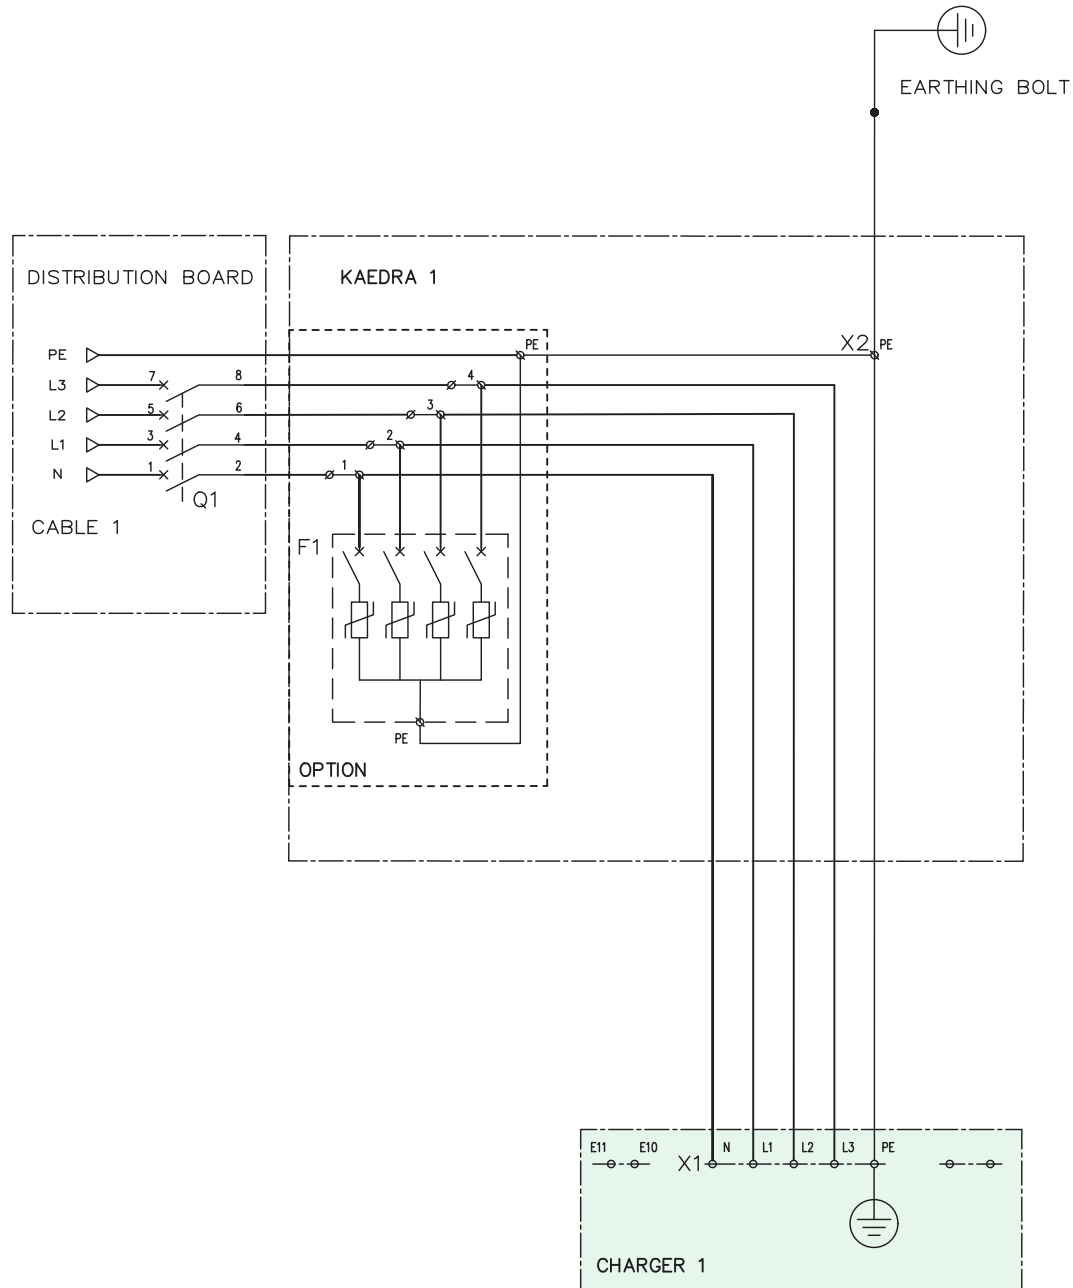 EARTHING BOLT
DISTRIBUTION BOARD
KAEDRA 1
PE
PE
X2 PE
L3 7 8 4
L2 5 6 3
L1 3 4 2
N 1 2 1
Q1
CABLE 1
F1
PE
OPTION
E11 E10 X1 N L1 L2 L3 PE
CHARGER 1